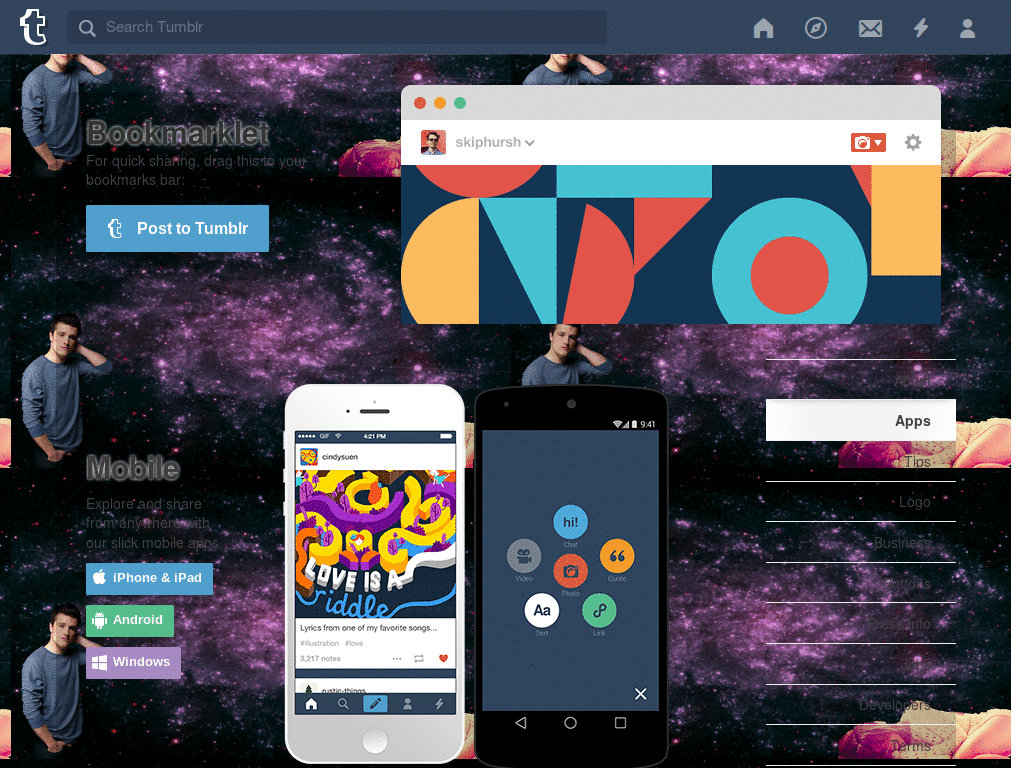 Search Tumblr
Bookmarklet
For quick sharing, drag this to your
bookmarks bar:
Post to Tumblr
skiphursh
Mobile
Explore and share
from anywhere with
our slick mobile apps.
iPhone & iPad
Android
Windows
GIF
4:21 PM
cindysuen
LOVE IS A
riddle
Lyrics from one of my favorite songs...
#illustration #love
3,217 notes
rustic-things
9:41
hi!
Chat
Video
Quote
Photo
Aa
Text
Link
About
Apps
Tips
Logo
Business
Buttons
Press Info
Jobs
Developers
Terms